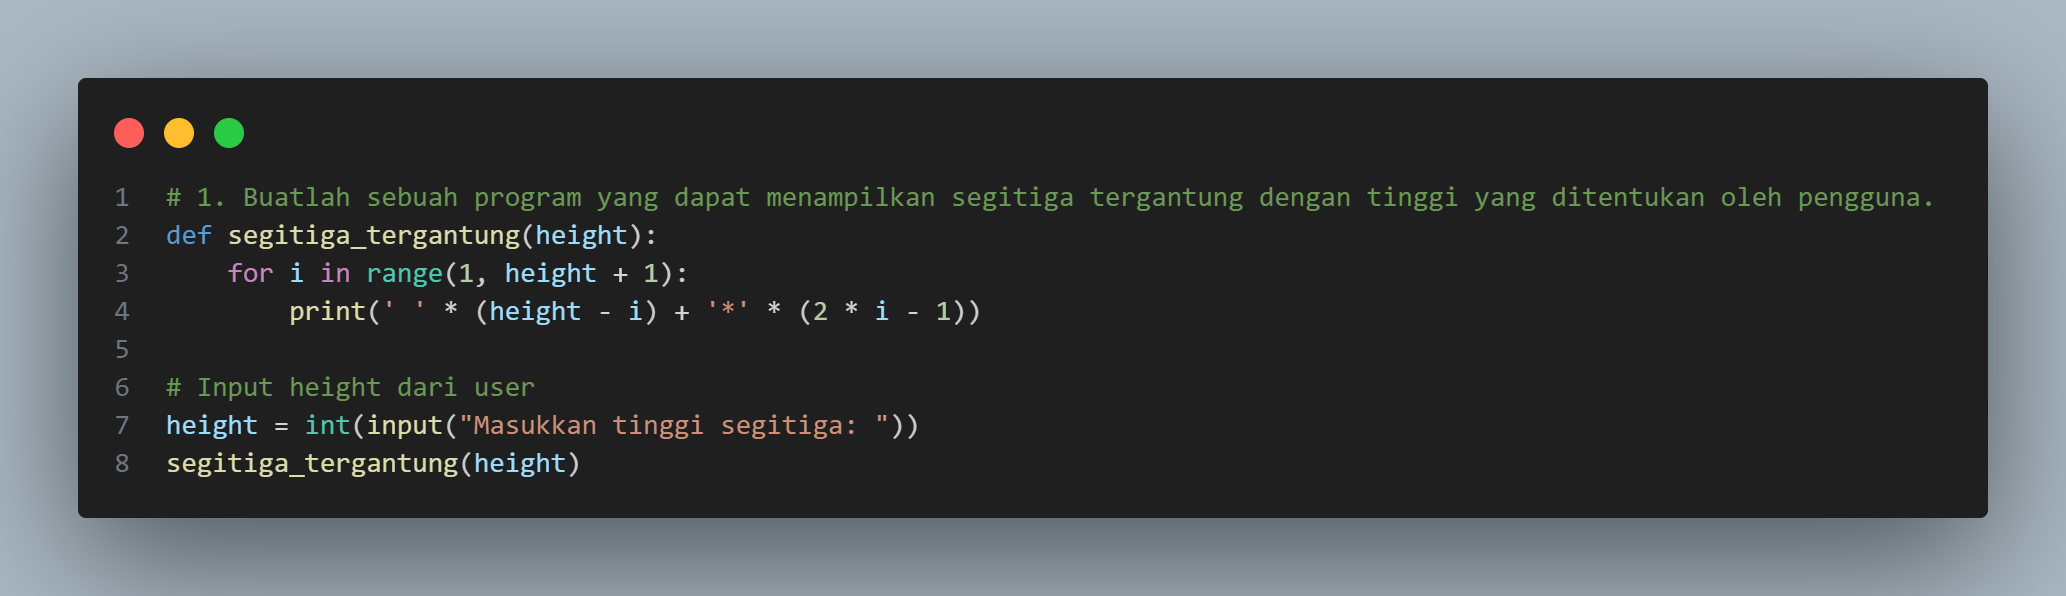 1 # 1. Buatlah sebuah program yang dapat menampilkan segitiga tergantung dengan tinggi yang ditentukan oleh pengguna.
2 def segitiga_tergantung(height):
3     for i in range(1, height + 1):
4         print(' ' * (height - i) + '*' * (2 * i - 1))
5
6 # Input height dari user
7 height = int(input("Masukkan tinggi segitiga: "))
8 segitiga_tergantung(height)